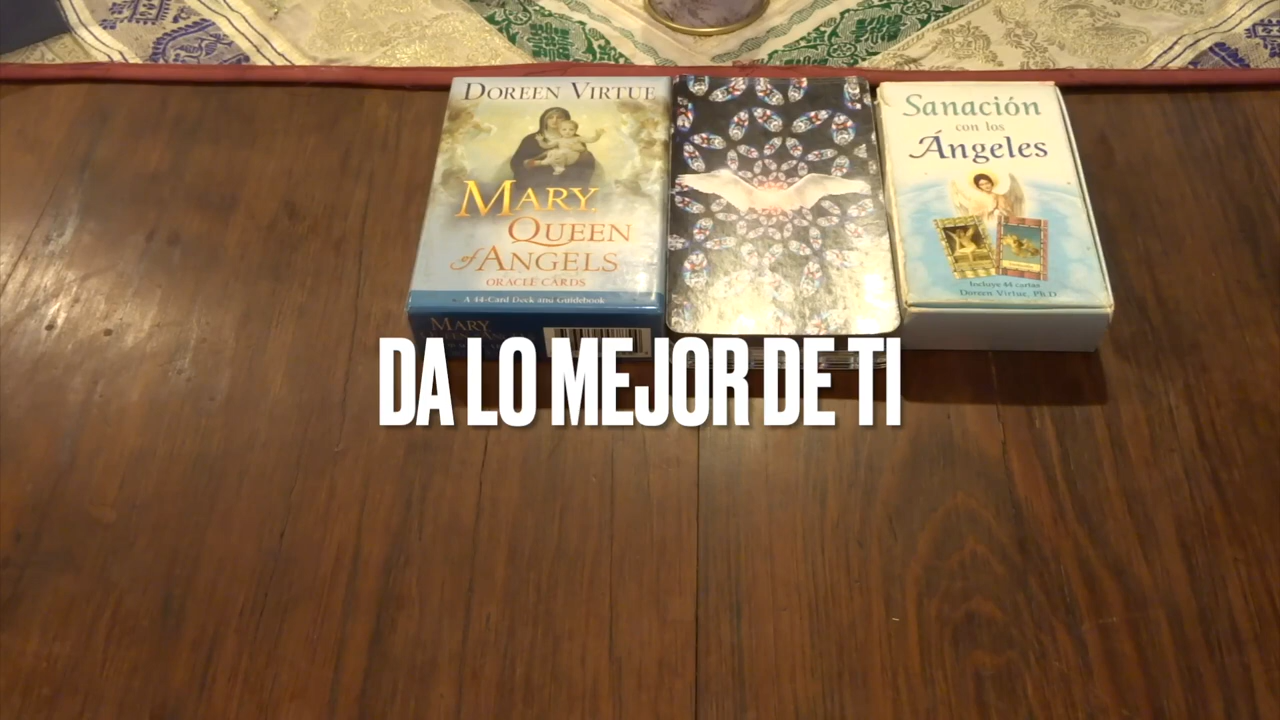 DOREEN VIRTUE
MARY,
QUEEN
of ANGELS
ORACLE CARDS
A 44-Card Deck and Guidebook
MARY,
Sanación
con los
Ángeles
Incluye 44 cartas
Doreen Virtue, Ph.D.
DA LO MEJOR DE TI